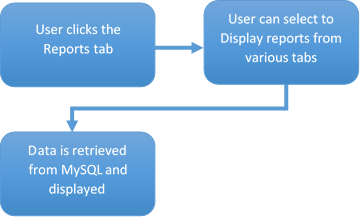 User clicks the
Reports tab
User can select to
Display reports from
various tabs
Data is retrieved
from MySQL and
displayed